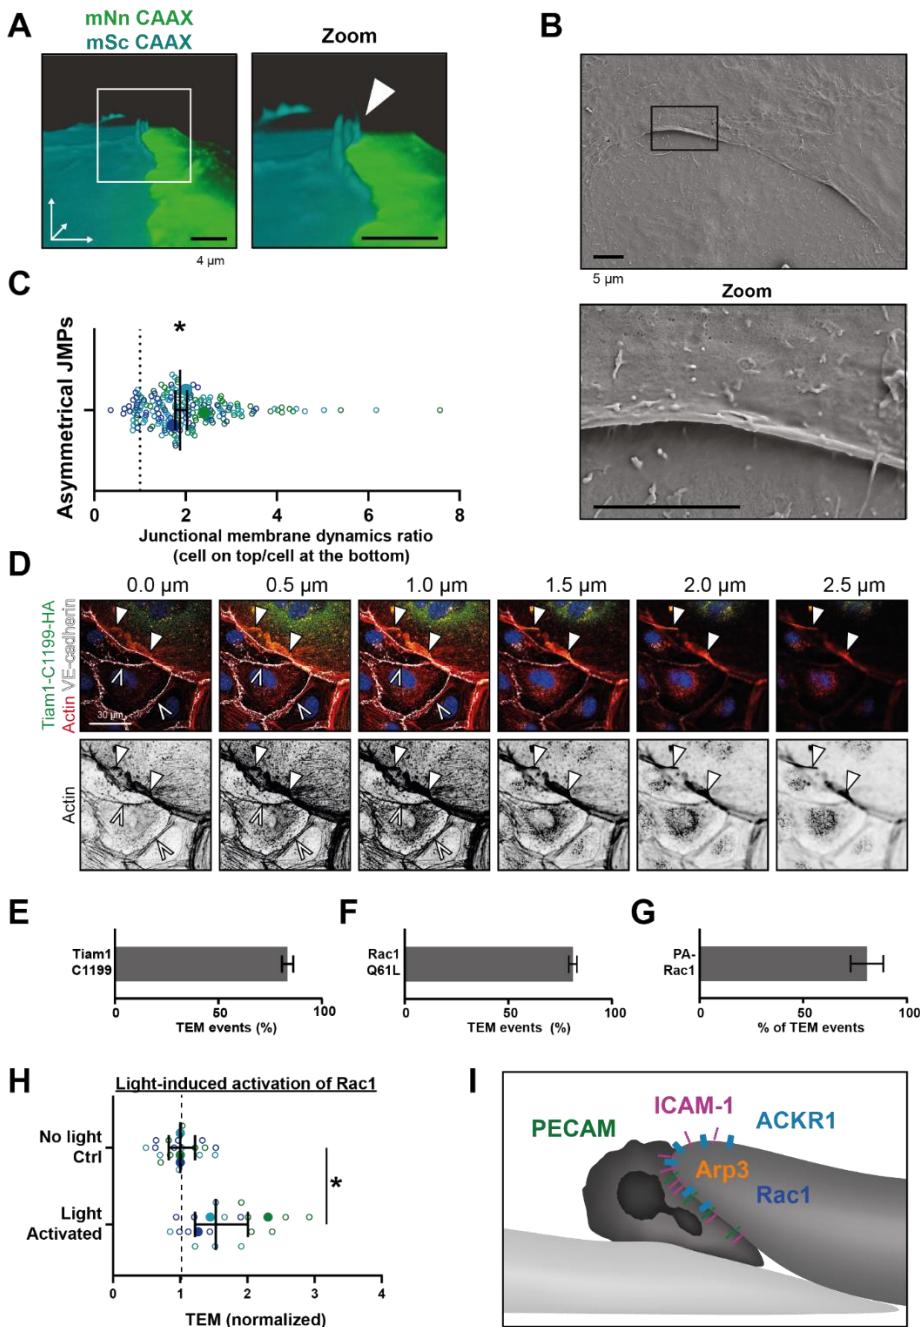 A
mNn CAAX
mSc CAAX
Zoom
4 µm
B
5 µm
Zoom
C
Asymmetrical JMPs
*
0 2 4 6 8
Junctional membrane dynamics ratio
(cell on top/cell at the bottom)
D
0.0 µm 0.5 µm 1.0 µm 1.5 µm 2.0 µm 2.5 µm
Tiam1-C1199-HA
Actin VE-cadherin
30 µm
Actin
E
Tiam1
C1199
0 50 100
TEM events (%)
F
Rac1
Q61L
0 50 100
TEM events (%)
G
PA-
Rac1
0 50 100
% of TEM events
H
Light-induced activation of Rac1
No light
Ctrl
Light
Activated
*
0 1 2 3 4
TEM (normalized)
I
PECAM
ICAM-1
ACKR1
Arp3
Rac1